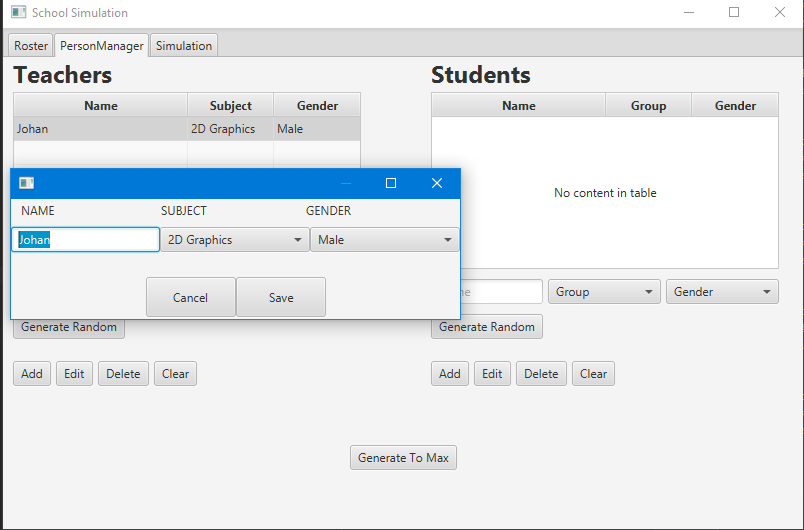 School Simulation
Roster PersonManager Simulation
Teachers
Name Subject Gender
Johan 2D Graphics Male
NAME SUBJECT GENDER
Johan 2D Graphics Male
Cancel Save
Generate Random
Add Edit Delete Clear
Students
Name Group Gender
No content in table
Group Gender
Generate Random
Add Edit Delete Clear
Generate To Max